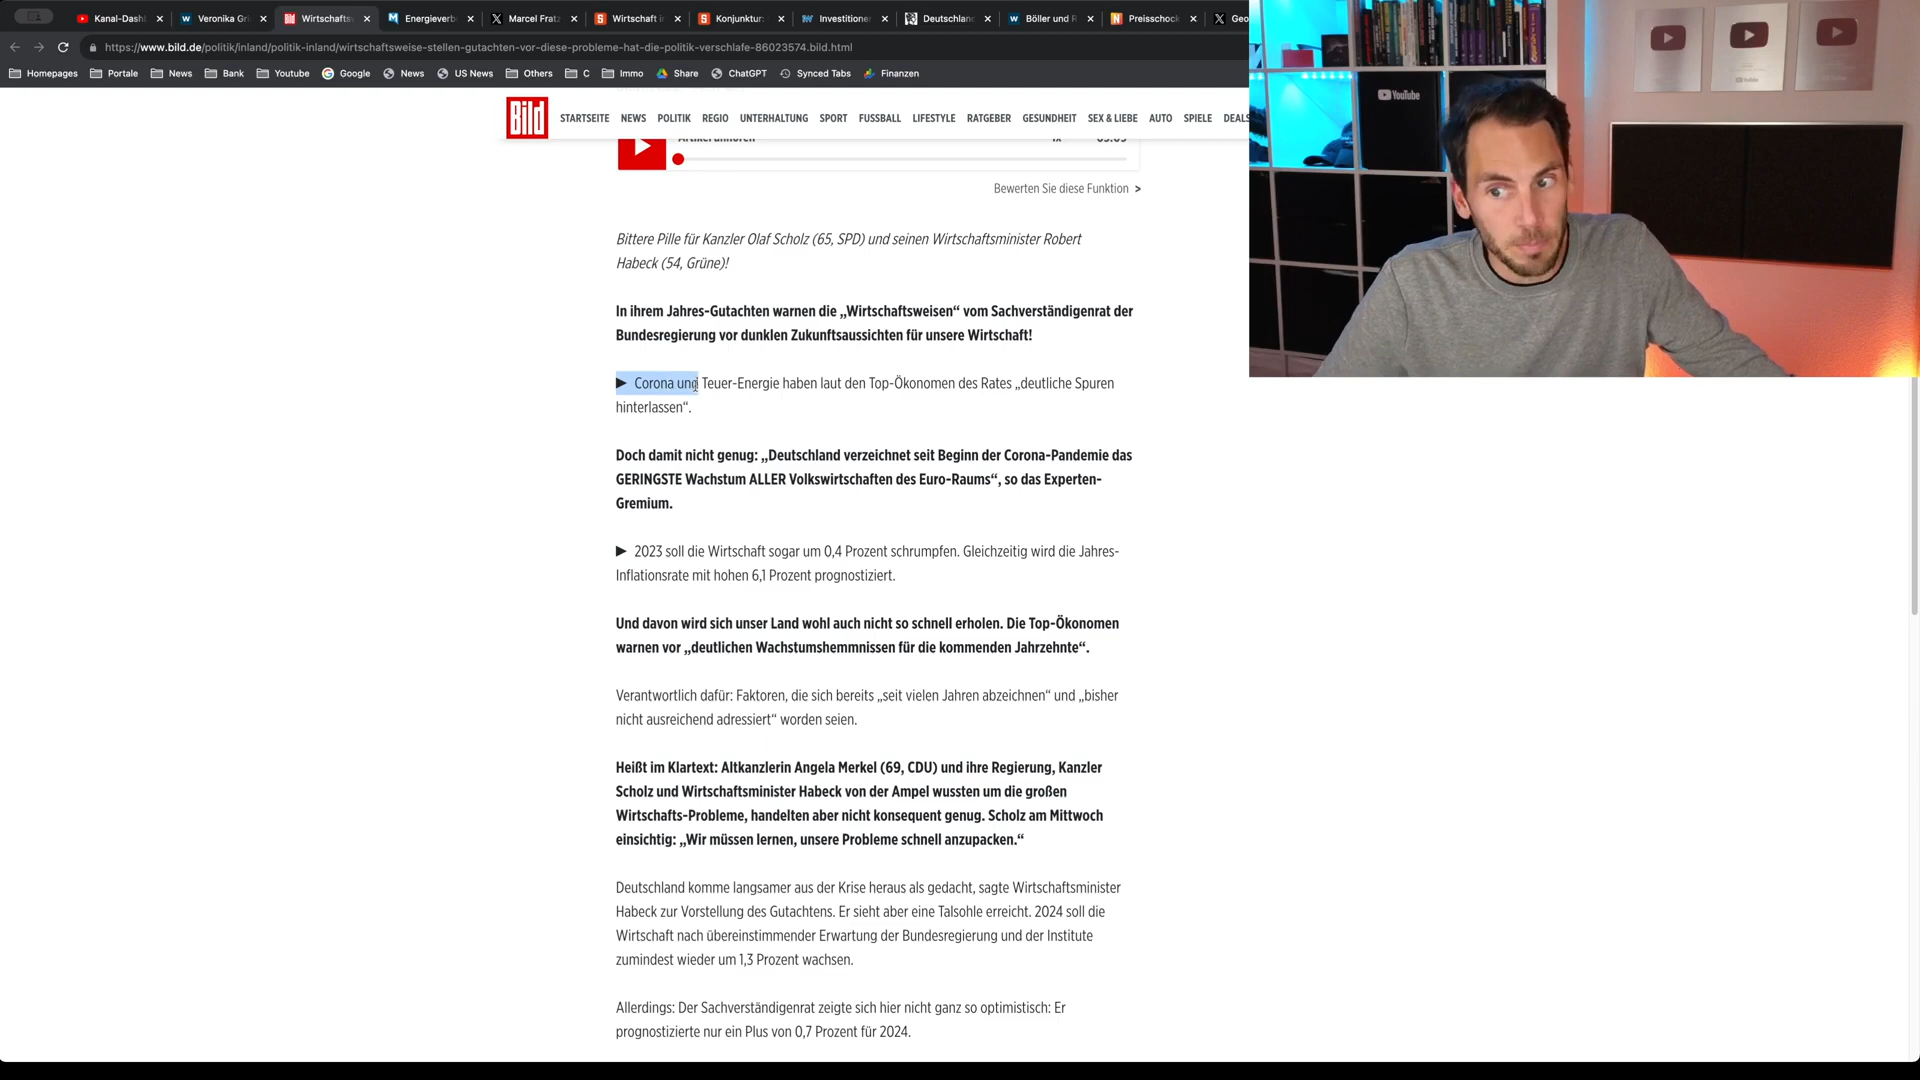 Kanal-Dash
Veronika Gri
Wirtschafts
Energieverb
Marcel Fratz
Wirtschaft i
Konjunktur:
Investitione
Deutschlan
Böller und R
Preisschock
Geo
https://www.bild.de/politik/inland/politik-inland/wirtschaftsweise-stellen-gutachten-vor-diese-probleme-hat-die-politik-verschlafe-86023574.bild.html
Homepages Portale News Bank Youtube Google News US News Others C Immo Share ChatGPT Synced Tabs Finanzen
Bild STARTSEITE NEWS POLITIK REGIO UNTERHALTUNG SPORT FUSSBALL LIFESTYLE RATGEBER GESUNDHEIT SEX & LIEBE AUTO SPIELE DEALS
Bewerten Sie diese Funktion >
Bittere Pille für Kanzler Olaf Scholz (65, SPD) und seinen Wirtschaftsminister Robert
Habeck (54, Grüne)!
In ihrem Jahres-Gutachten warnen die „Wirtschaftsweisen“ vom Sachverständigenrat der
Bundesregierung vor dunklen Zukunftsaussichten für unsere Wirtschaft!
▶ Corona und Teuer-Energie haben laut den Top-Ökonomen des Rates „deutliche Spuren
hinterlassen“.
Doch damit nicht genug: „Deutschland verzeichnet seit Beginn der Corona-Pandemie das
GERINGSTE Wachstum ALLER Volkswirtschaften des Euro-Raums“, so das Experten-
Gremium.
▶ 2023 soll die Wirtschaft sogar um 0,4 Prozent schrumpfen. Gleichzeitig wird die Jahres-
Inflationsrate mit hohen 6,1 Prozent prognostiziert.
Und davon wird sich unser Land wohl auch nicht so schnell erholen. Die Top-Ökonomen
warnen vor „deutlichen Wachstumshemmnissen für die kommenden Jahrzehnte“.
Verantwortlich dafür: Faktoren, die sich bereits „seit vielen Jahren abzeichnen“ und „bisher
nicht ausreichend adressiert“ worden seien.
Heißt im Klartext: Altkanzlerin Angela Merkel (69, CDU) und ihre Regierung, Kanzler
Scholz und Wirtschaftsminister Habeck von der Ampel wussten um die großen
Wirtschafts-Probleme, handelten aber nicht konsequent genug. Scholz am Mittwoch
einsichtig: „Wir müssen lernen, unsere Probleme schnell anzupacken.“
Deutschland komme langsamer aus der Krise heraus als gedacht, sagte Wirtschaftsminister
Habeck zur Vorstellung des Gutachtens. Er sieht aber eine Talsohle erreicht. 2024 soll die
Wirtschaft nach übereinstimmender Erwartung der Bundesregierung und der Institute
zumindest wieder um 1,3 Prozent wachsen.
Allerdings: Der Sachverständigenrat zeigte sich hier nicht ganz so optimistisch: Er
prognostizierte nur ein Plus von 0,7 Prozent für 2024.
YouTube